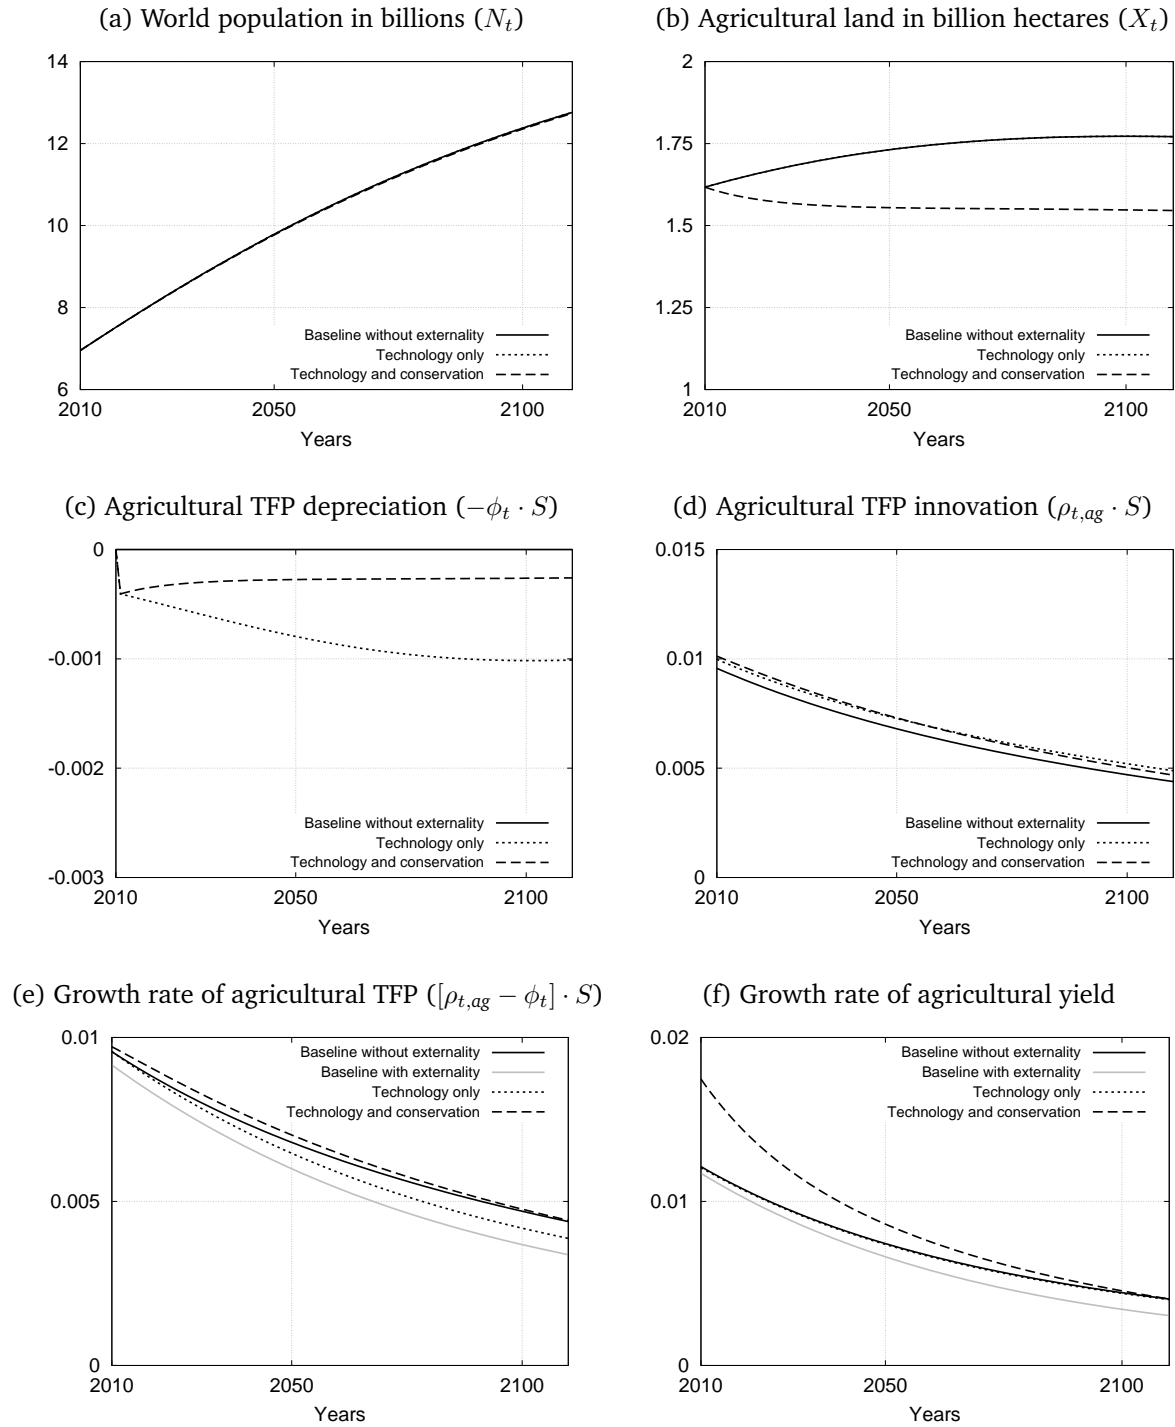 (a) World population in billions (N_t)
14
12
10
8
6
2010
2050
2100
Years
Baseline without externality
Technology only
Technology and conservation
(b) Agricultural land in billion hectares (X_t)
2
1.75
1.5
1.25
1
2010
2050
2100
Years
Baseline without externality
Technology only
Technology and conservation
(c) Agricultural TFP depreciation (−ϕ_t · S)
0
-0.001
-0.002
-0.003
2010
2050
2100
Years
Baseline without externality
Technology only
Technology and conservation
(d) Agricultural TFP innovation (ρ_{t,ag} · S)
0.015
0.01
0.005
0
2010
2050
2100
Years
Baseline without externality
Technology only
Technology and conservation
(e) Growth rate of agricultural TFP ([ρ_{t,ag} − ϕ_t] · S)
0.01
0.005
0
2010
2050
2100
Years
Baseline without externality
Baseline with externality
Technology only
Technology and conservation
(f) Growth rate of agricultural yield
0.02
0.01
0
2010
2050
2100
Years
Baseline without externality
Baseline with externality
Technology only
Technology and conservation